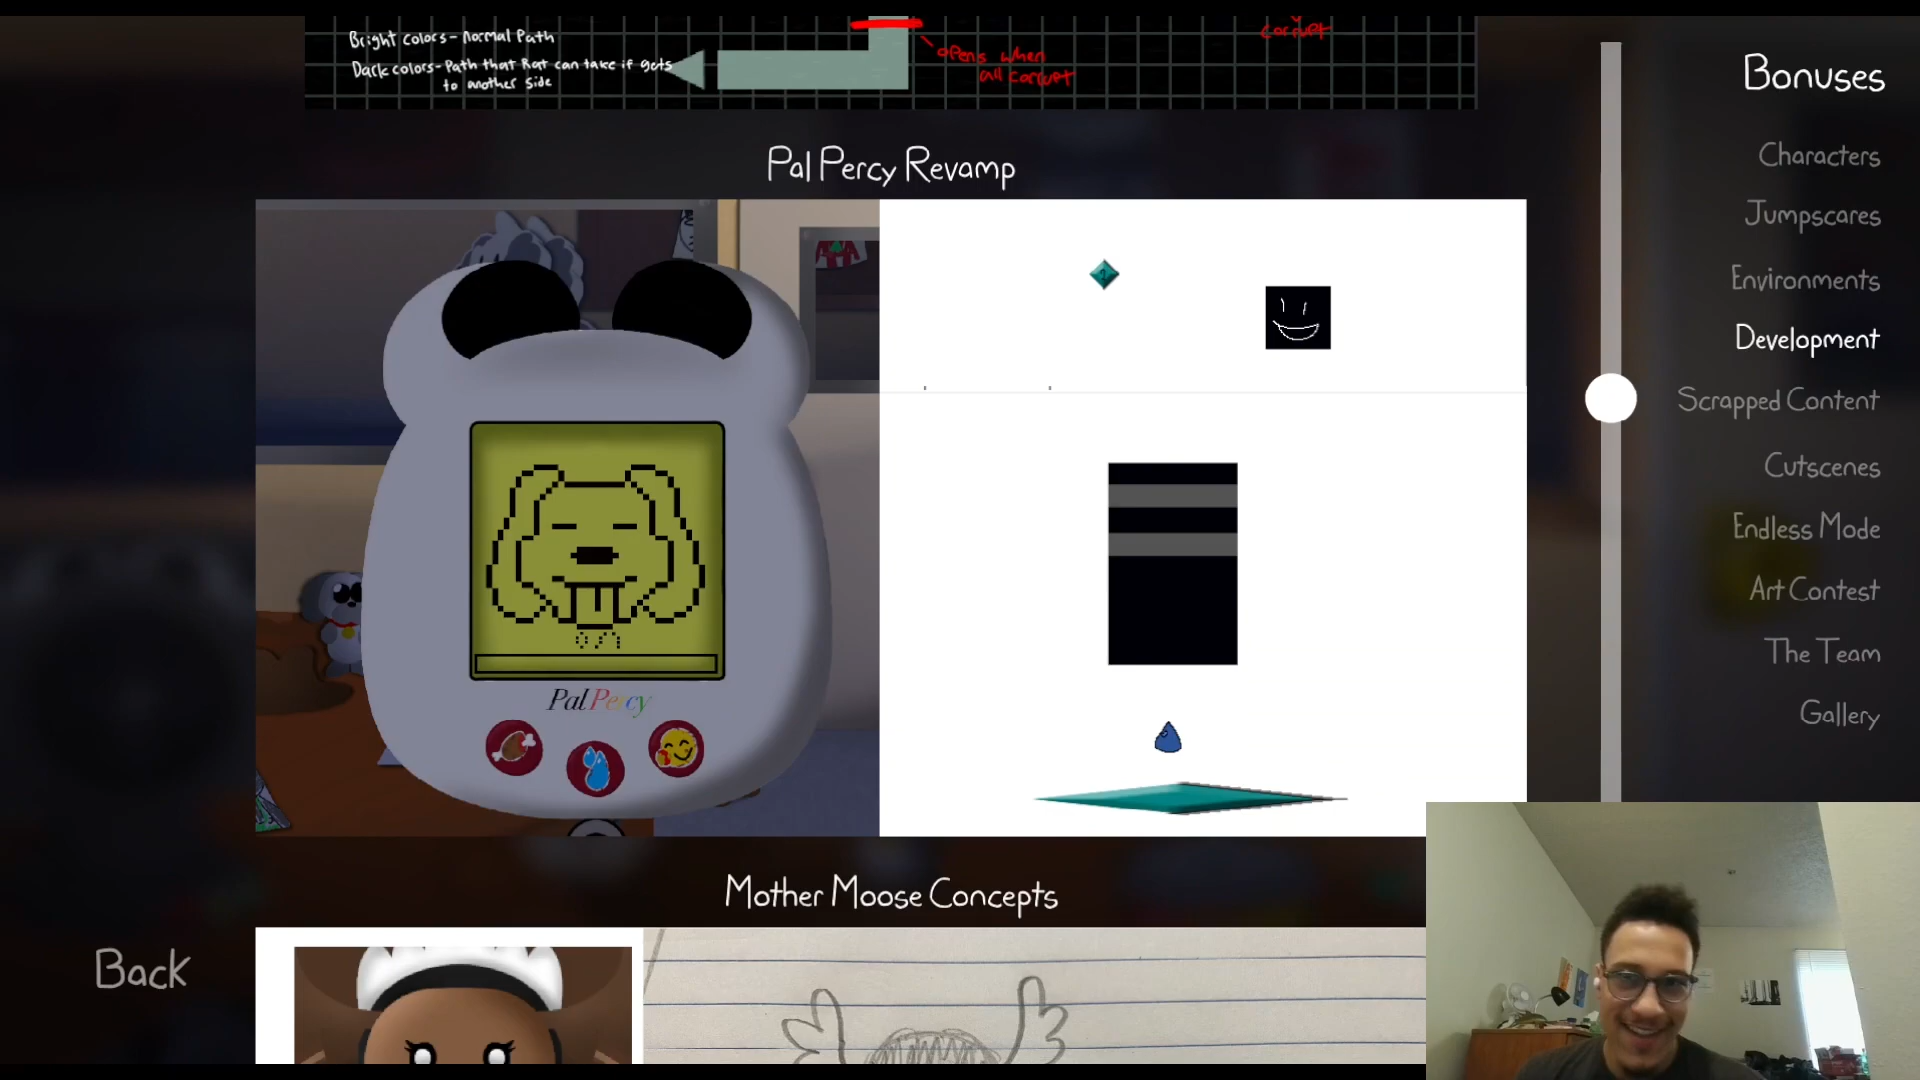 Bright colors - Normal Path
Dark colors - Path that Rat can take if gets
to another side
opens when
all corrupt
corrupt
Pal Percy Revamp
PalPercy
Mother Moose Concepts
Back
Bonuses
Characters
Jumpscares
Environments
Development
Scrapped Content
Cutscenes
Endless Mode
Art Contest
The Team
Gallery